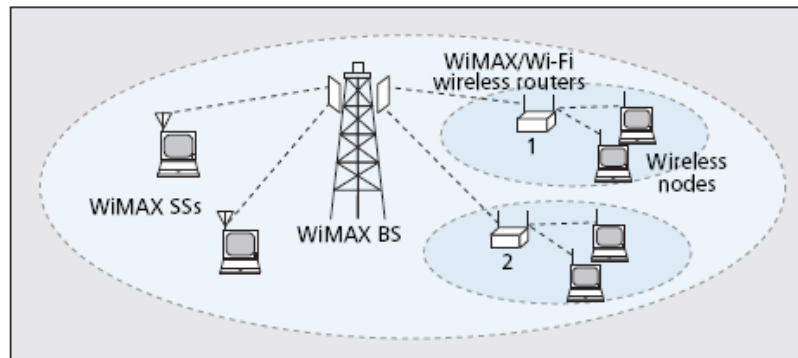 WiMAX/Wi-Fi
wireless routers
1
Wireless
nodes
WiMAX SSs
WiMAX BS
2